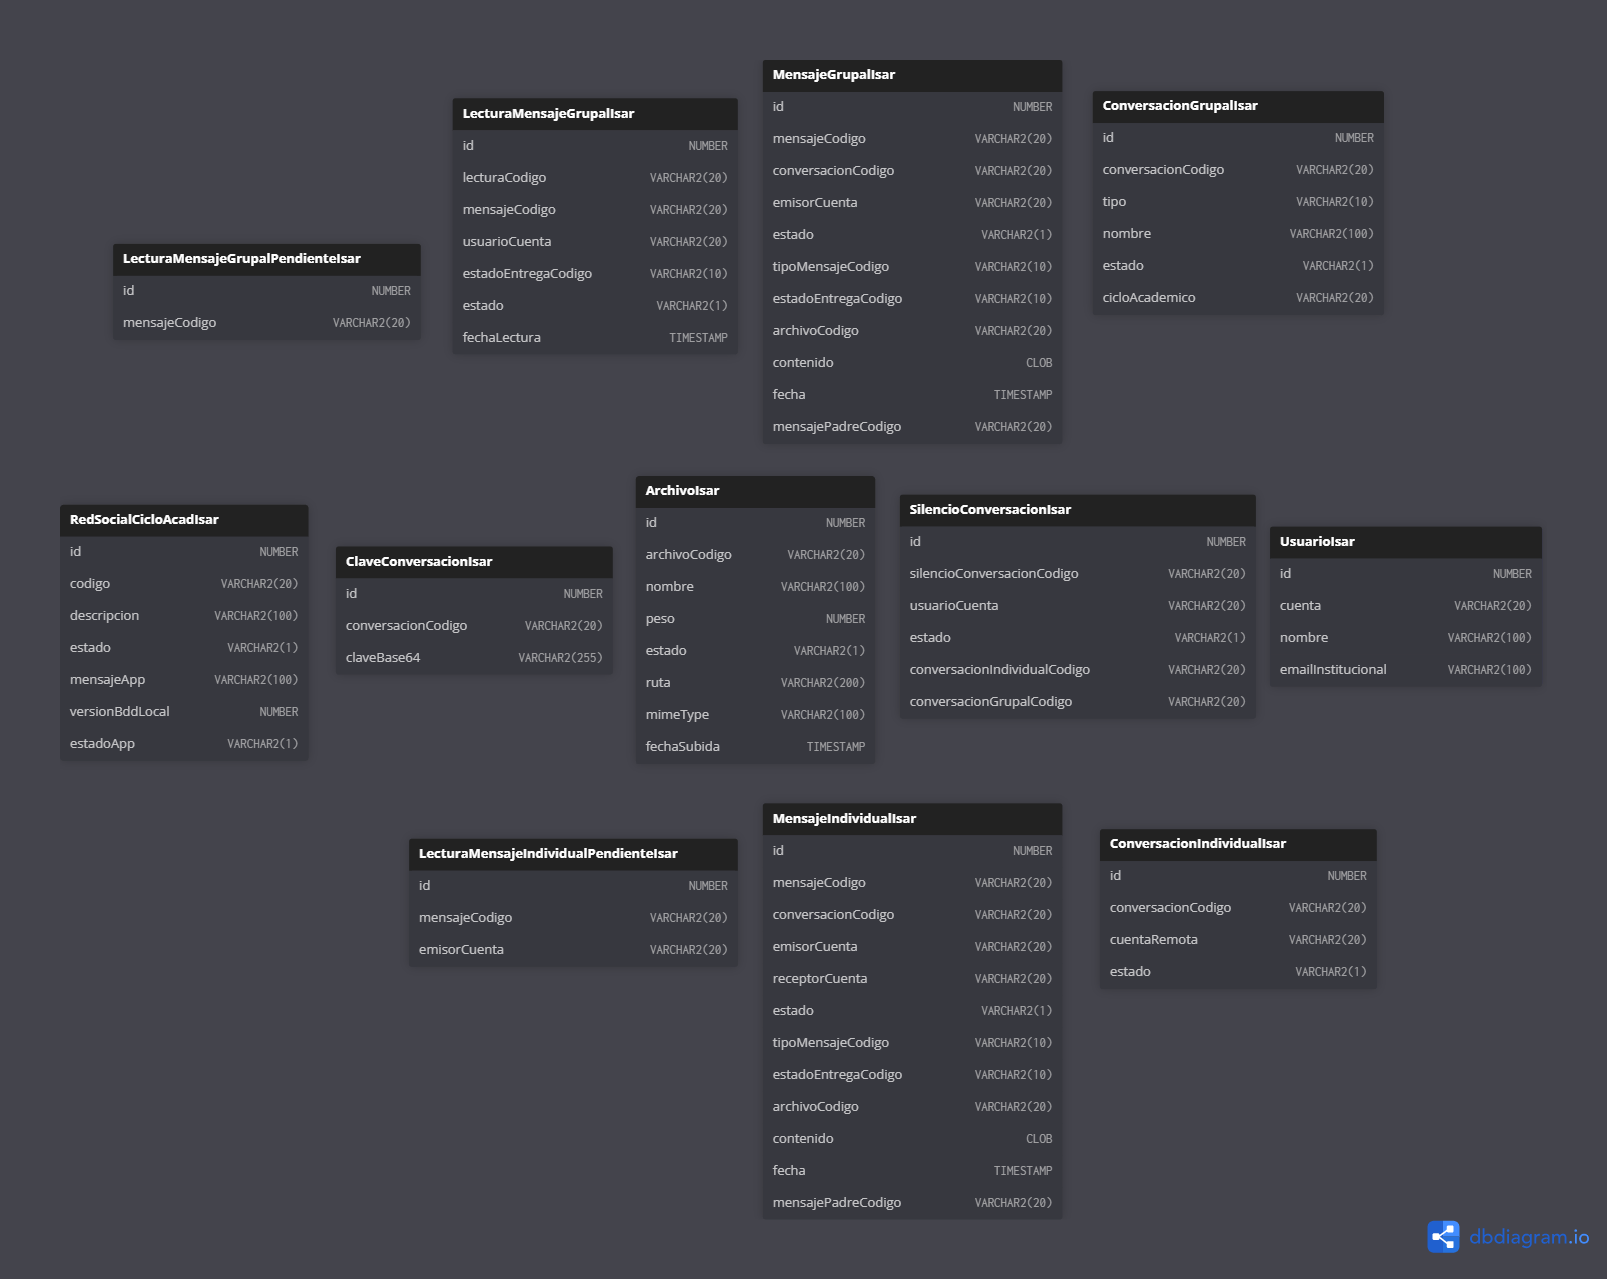 MensajeGrupalIsar
id NUMBER
mensajeCodigo VARCHAR2(20)
conversacionCodigo VARCHAR2(20)
emisorCuenta VARCHAR2(20)
estado VARCHAR2(1)
tipoMensajeCodigo VARCHAR2(10)
estadoEntregaCodigo VARCHAR2(10)
archivoCodigo VARCHAR2(20)
contenido CLOB
fecha TIMESTAMP
mensajePadreCodigo VARCHAR2(20)
ConversacionGrupalIsar
id NUMBER
conversacionCodigo VARCHAR2(20)
tipo VARCHAR2(10)
nombre VARCHAR2(100)
estado VARCHAR2(1)
cicloAcademico VARCHAR2(20)
LecturaMensajeGrupalIsar
id NUMBER
lecturaCodigo VARCHAR2(20)
mensajeCodigo VARCHAR2(20)
usuarioCuenta VARCHAR2(20)
estadoEntregaCodigo VARCHAR2(10)
estado VARCHAR2(1)
fechaLectura TIMESTAMP
LecturaMensajeGrupalPendienteIsar
id NUMBER
mensajeCodigo VARCHAR2(20)
RedSocialCicloAcadIsar
id NUMBER
codigo VARCHAR2(20)
descripcion VARCHAR2(100)
estado VARCHAR2(1)
mensajeApp VARCHAR2(100)
versionBddLocal NUMBER
estadoApp VARCHAR2(1)
ClaveConversacionIsar
id NUMBER
conversacionCodigo VARCHAR2(20)
claveBase64 VARCHAR2(255)
ArchivoIsar
id NUMBER
archivoCodigo VARCHAR2(20)
nombre VARCHAR2(100)
peso NUMBER
estado VARCHAR2(1)
ruta VARCHAR2(200)
mimeType VARCHAR2(100)
fechaSubida TIMESTAMP
SilencioConversacionIsar
id NUMBER
silencioConversacionCodigo VARCHAR2(20)
usuarioCuenta VARCHAR2(20)
estado VARCHAR2(1)
conversacionIndividualCodigo VARCHAR2(20)
conversacionGrupalCodigo VARCHAR2(20)
UsuarioIsar
id NUMBER
cuenta VARCHAR2(20)
nombre VARCHAR2(100)
emailInstitucional VARCHAR2(100)
LecturaMensajeIndividualPendienteIsar
id NUMBER
mensajeCodigo VARCHAR2(20)
emisorCuenta VARCHAR2(20)
MensajeIndividualIsar
id NUMBER
mensajeCodigo VARCHAR2(20)
conversacionCodigo VARCHAR2(20)
emisorCuenta VARCHAR2(20)
receptorCuenta VARCHAR2(20)
estado VARCHAR2(1)
tipoMensajeCodigo VARCHAR2(10)
estadoEntregaCodigo VARCHAR2(10)
archivoCodigo VARCHAR2(20)
contenido CLOB
fecha TIMESTAMP
mensajePadreCodigo VARCHAR2(20)
ConversacionIndividualIsar
id NUMBER
conversacionCodigo VARCHAR2(20)
cuentaRemota VARCHAR2(20)
estado VARCHAR2(1)
dbdiagram.io